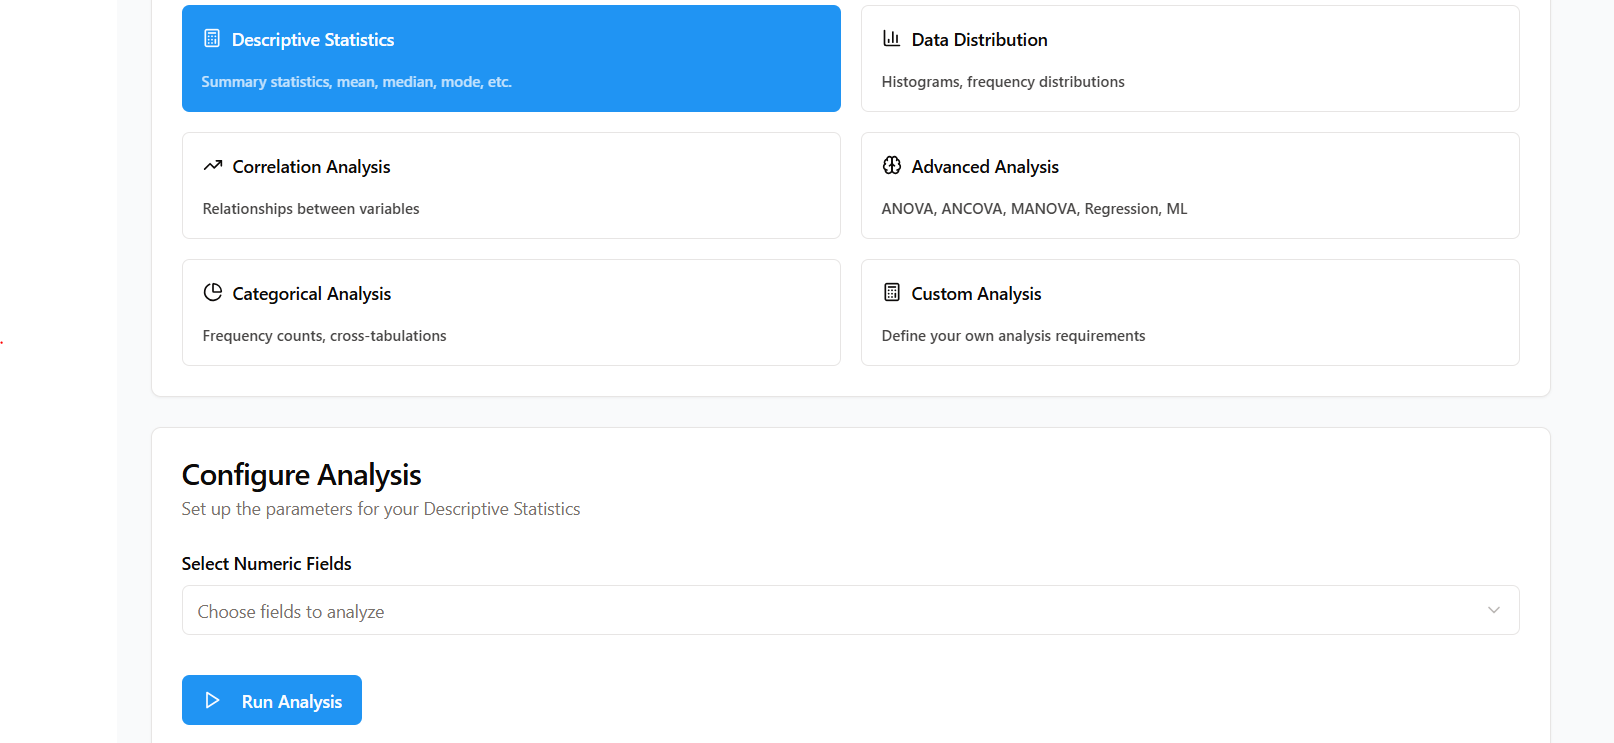 Descriptive Statistics
Summary statistics, mean, median, mode, etc.
Data Distribution
Histograms, frequency distributions
Correlation Analysis
Relationships between variables
Advanced Analysis
ANOVA, ANCOVA, MANOVA, Regression, ML
Categorical Analysis
Frequency counts, cross-tabulations
Custom Analysis
Define your own analysis requirements
Configure Analysis
Set up the parameters for your Descriptive Statistics
Select Numeric Fields
Choose fields to analyze
Run Analysis